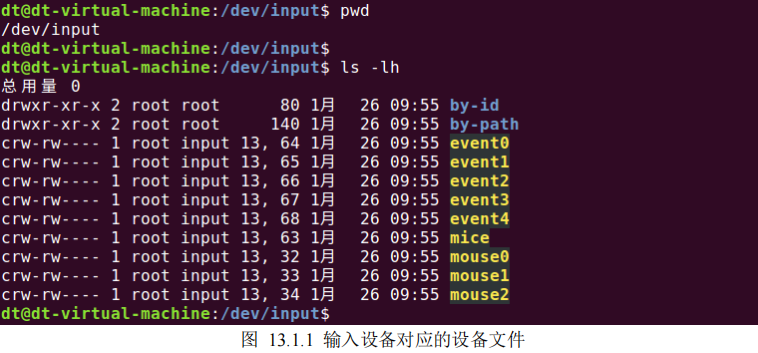 dt@dt-virtual-machine:/dev/input$ pwd
/dev/input
dt@dt-virtual-machine:/dev/input$
dt@dt-virtual-machine:/dev/input$ ls -lh
总用量 0
drwxr-xr-x 2 root root      80 1月  26 09:55 by-id
drwxr-xr-x 2 root root     140 1月  26 09:55 by-path
crw-rw---- 1 root input 13, 64 1月  26 09:55 event0
crw-rw---- 1 root input 13, 65 1月  26 09:55 event1
crw-rw---- 1 root input 13, 66 1月  26 09:55 event2
crw-rw---- 1 root input 13, 67 1月  26 09:55 event3
crw-rw---- 1 root input 13, 68 1月  26 09:55 event4
crw-rw---- 1 root input 13, 63 1月  26 09:55 mice
crw-rw---- 1 root input 13, 32 1月  26 09:55 mouse0
crw-rw---- 1 root input 13, 33 1月  26 09:55 mouse1
crw-rw---- 1 root input 13, 34 1月  26 09:55 mouse2
dt@dt-virtual-machine:/dev/input$
图 13.1.1 输入设备对应的设备文件